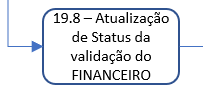 19.8 – Atualização
de Status da
validação do
FINANCEIRO